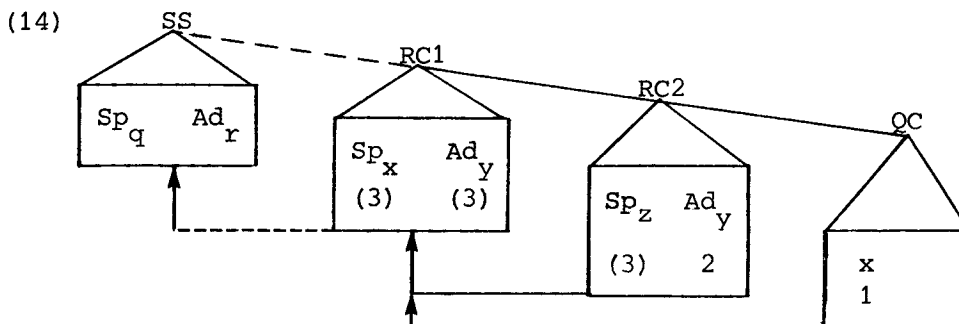 (14)
SS
RC1
RC2
QC
Sp_q Ad_r
Sp_x Ad_y
(3) (3)
Sp_z Ad_y
(3) 2
x
1